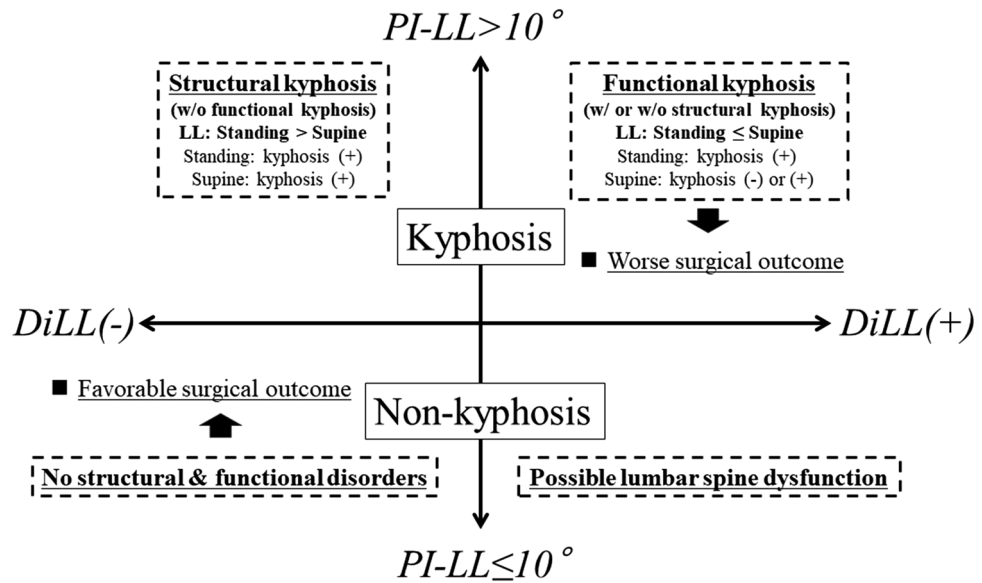 PI-LL>10°
Structural kyphosis
(w/o functional kyphosis)
LL: Standing > Supine
Standing: kyphosis (+)
Supine: kyphosis (+)
Functional kyphosis
(w/ or w/o structural kyphosis)
LL: Standing ≤ Supine
Standing: kyphosis (+)
Supine: kyphosis (-) or (+)
Kyphosis
■ Worse surgical outcome
DiLL(-)
DiLL(+)
■ Favorable surgical outcome
Non-kyphosis
No structural & functional disorders
Possible lumbar spine dysfunction
PI-LL≤10°